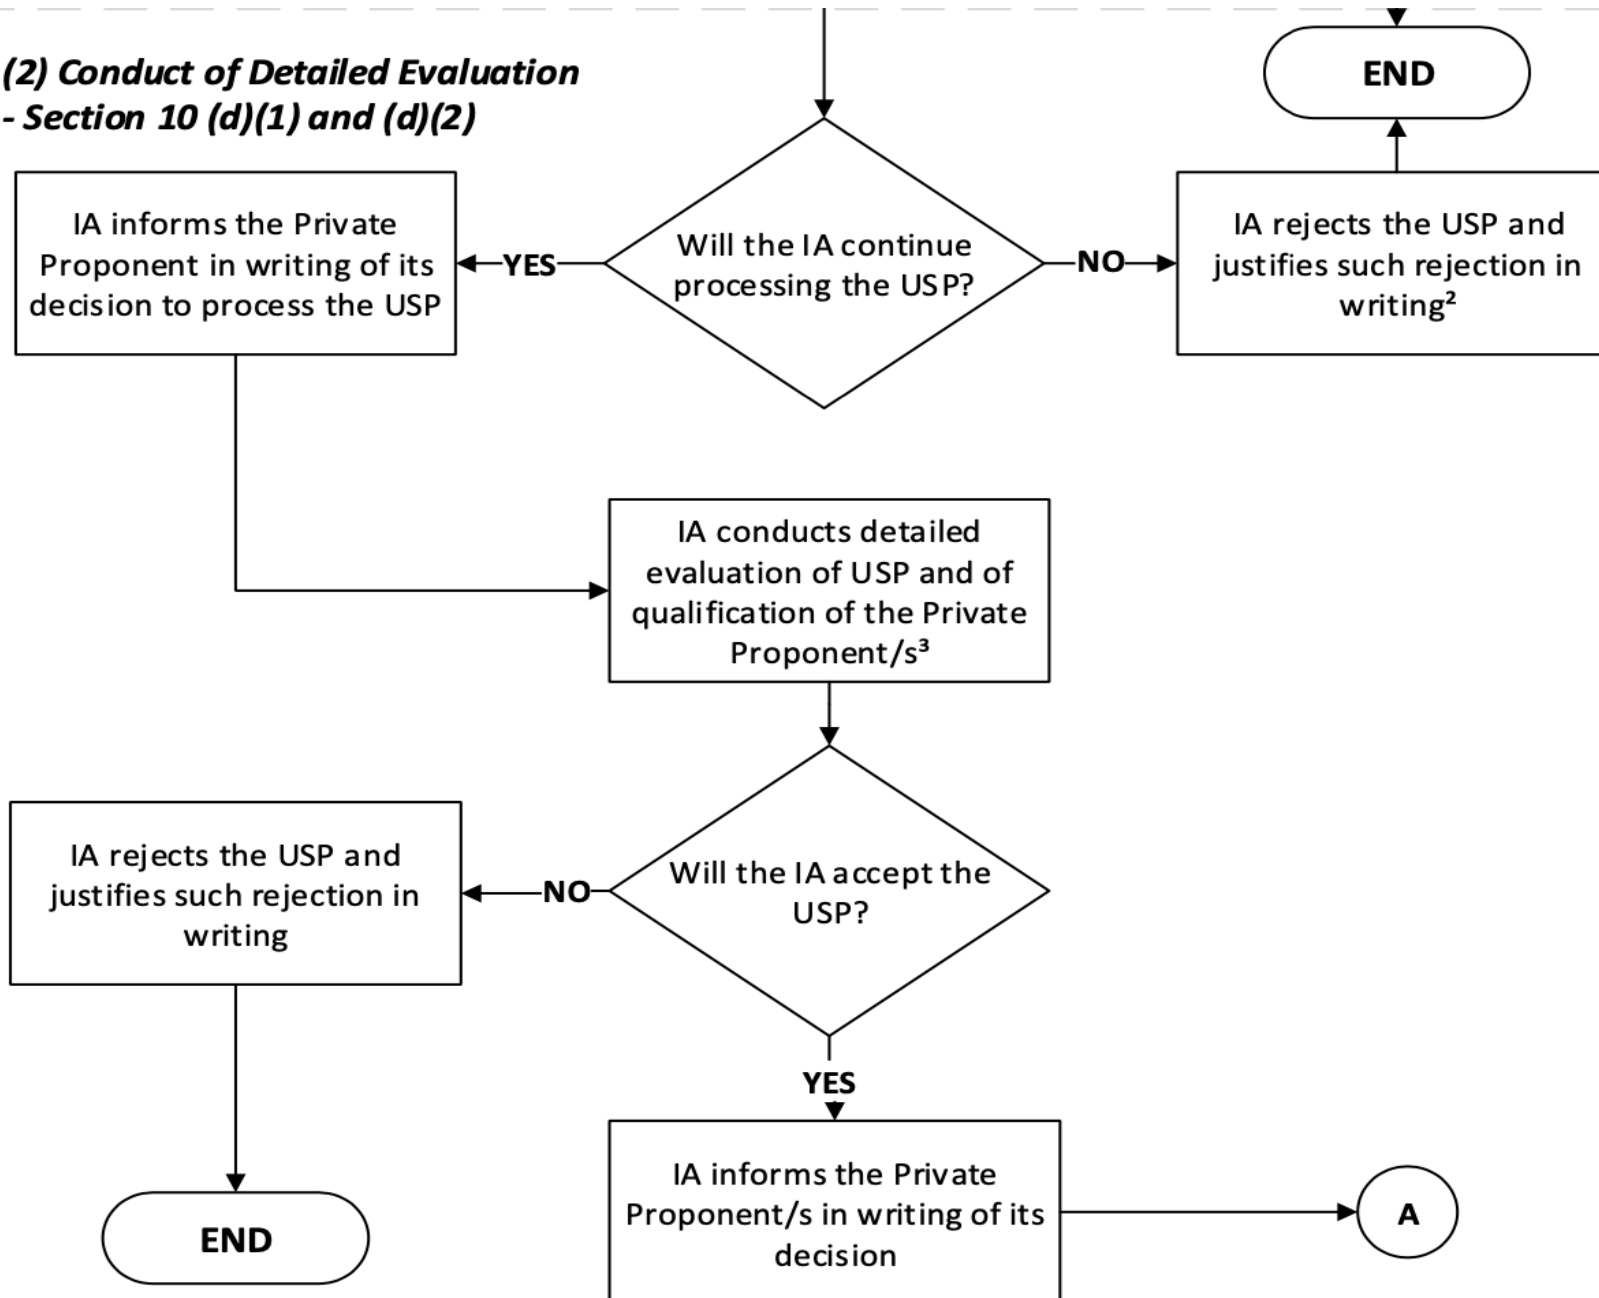 (2) Conduct of Detailed Evaluation
- Section 10 (d)(1) and (d)(2)
END
IA informs the Private
Proponent in writing of its
decision to process the USP
YES
Will the IA continue
processing the USP?
NO
IA rejects the USP and
justifies such rejection in
writing²
IA conducts detailed
evaluation of USP and of
qualification of the Private
Proponent/s³
IA rejects the USP and
justifies such rejection in
writing
NO
Will the IA accept the
USP?
YES
END
IA informs the Private
Proponent/s in writing of its
decision
A